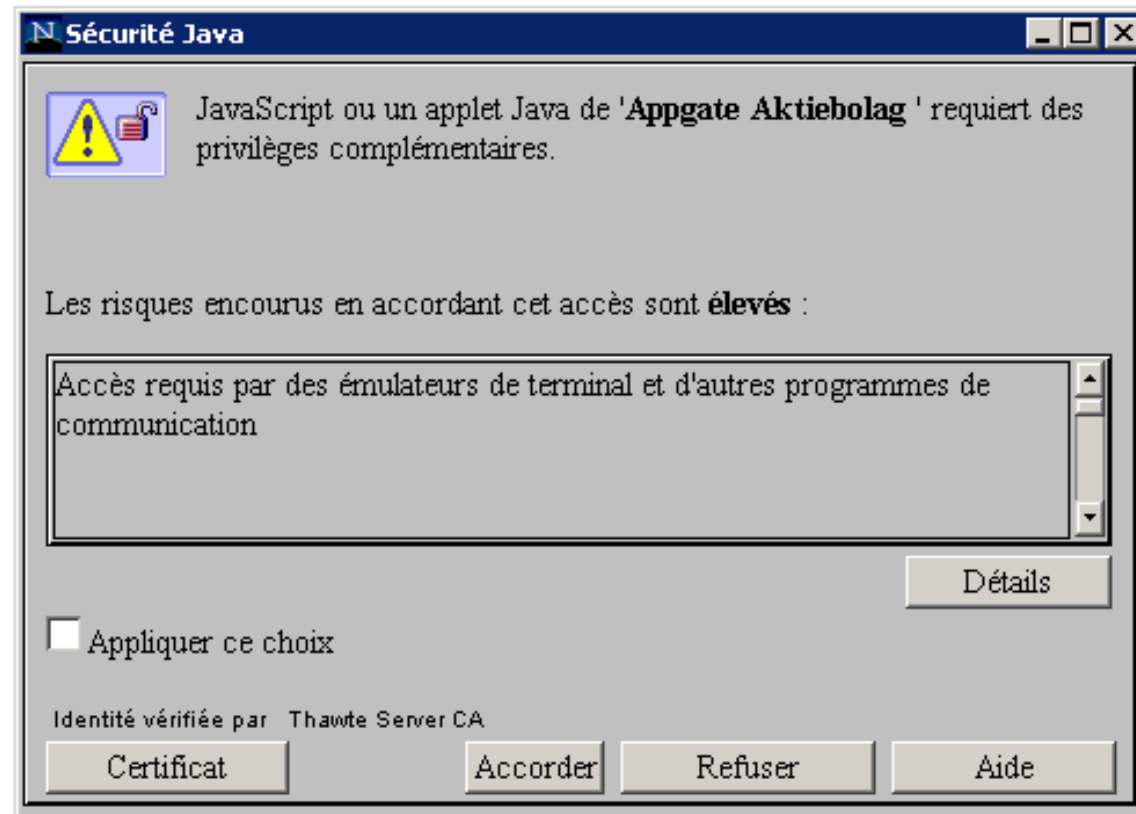 N Sécurité Java
JavaScript ou un applet Java de 'Appgate Aktiebolag ' requiert des
privilèges complémentaires.
Les risques encourus en accordant cet accès sont élevés :
Accès requis par des émulateurs de terminal et d'autres programmes de
communication
Détails
Appliquer ce choix
Identité vérifiée par Thawte Server CA
Certificat Accorder Refuser Aide